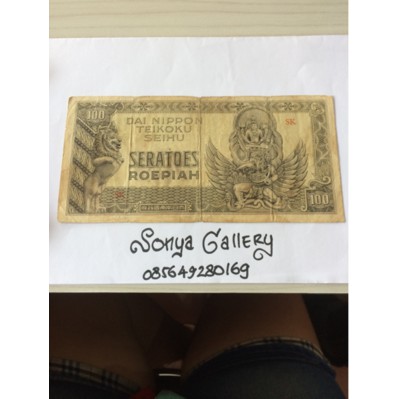 100
DAI NIPPON
TEIKOKU
SEIHU
SERATOES
ROEPIAH
SK
100
Sonya Gallery
085649280169